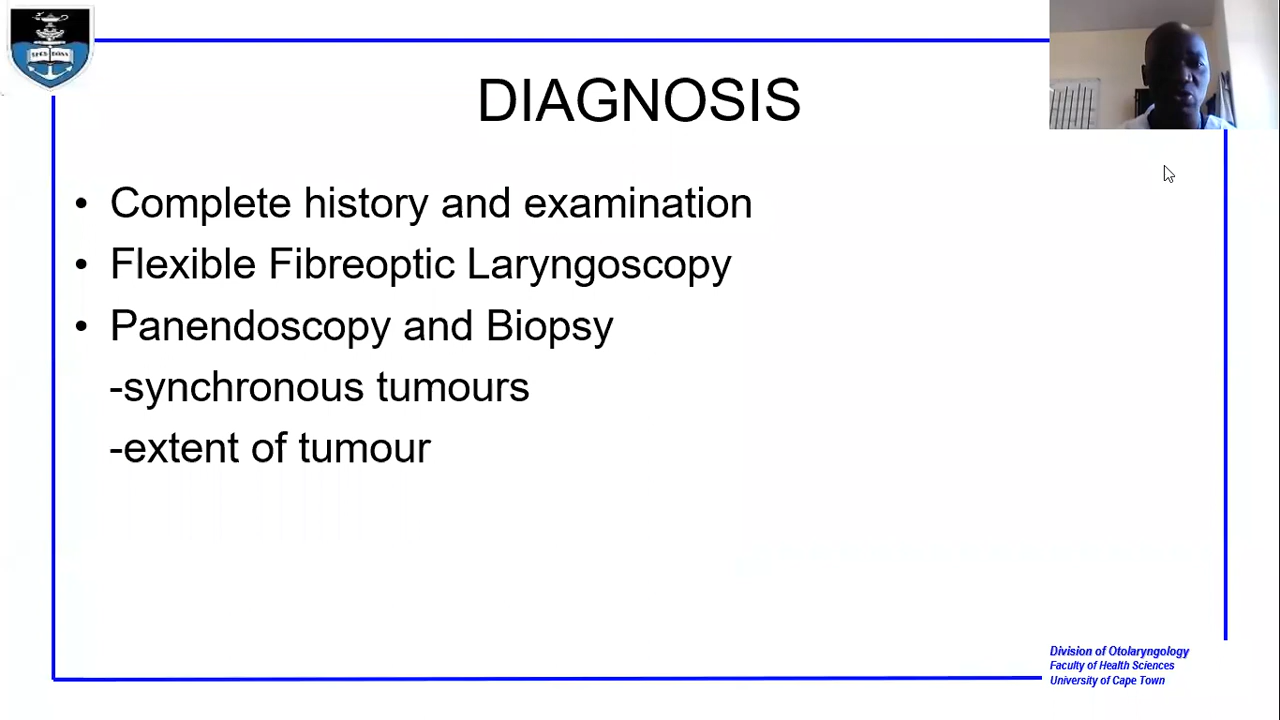 DIAGNOSIS
• Complete history and examination
• Flexible Fibreoptic Laryngoscopy
• Panendoscopy and Biopsy
-synchronous tumours
-extent of tumour
Division of Otolaryngology
Faculty of Health Sciences
University of Cape Town